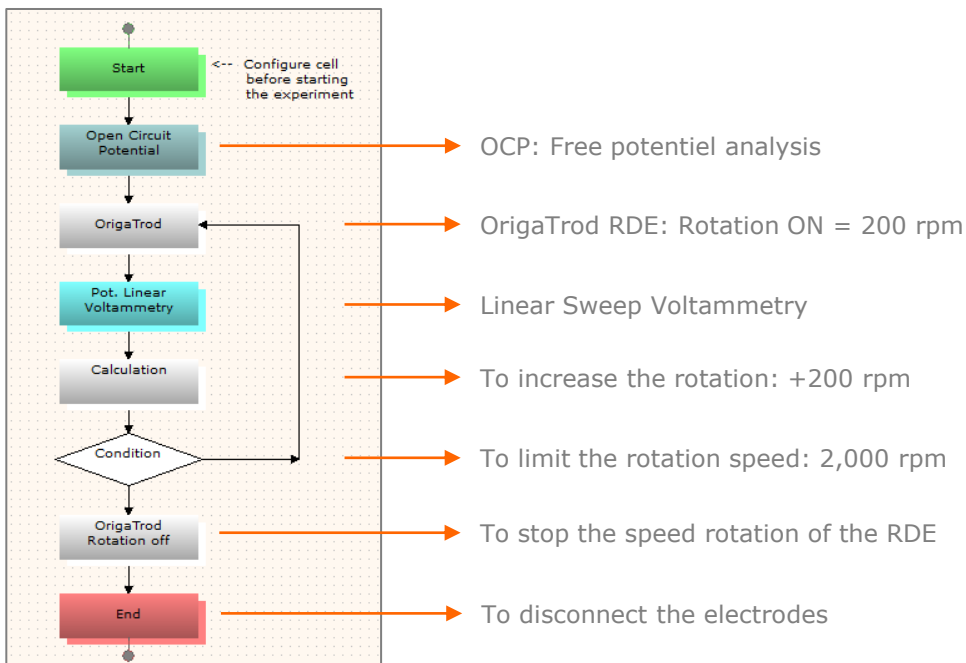 Start
<-- Configure cell
before starting
the experiment
Open Circuit
Potential
OCP: Free potentiel analysis
OrigaTrod
OrigaTrod RDE: Rotation ON = 200 rpm
Pot. Linear
Voltammetry
Linear Sweep Voltammetry
Calculation
To increase the rotation: +200 rpm
Condition
To limit the rotation speed: 2,000 rpm
OrigaTrod
Rotation off
To stop the speed rotation of the RDE
End
To disconnect the electrodes